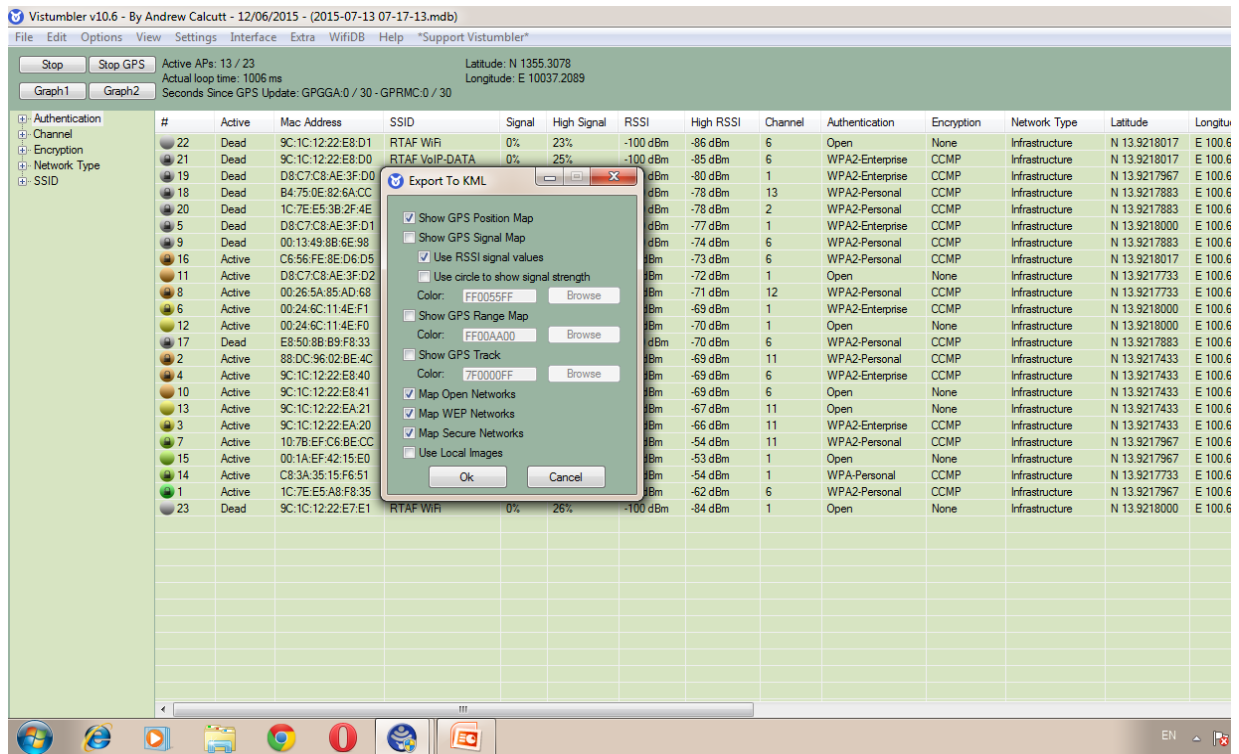 Vistumbler v10.6 - By Andrew Calcutt - 12/06/2015 - (2015-07-13 07-17-13.mdb)
File Edit Options View Settings Interface Extra WifiDB Help *Support Vistumbler*
Stop Stop GPS Active APs: 13 / 23 Latitude: N 1355.3078
Actual loop time: 1006 ms Longitude: E 10037.2089
Graph1 Graph2 Seconds Since GPS Update: GPGGA:0 / 30 - GPRMC:0 / 30
Authentication
Channel
Encryption
Network Type
SSID
# Active Mac Address SSID Signal High Signal RSSI High RSSI Channel Authentication Encryption Network Type Latitude
22 Dead 9C:1C:12:22:E8:D1 RTAF WiFi 0% 23% -100 dBm -86 dBm 6 Open None Infrastructure N 13.9218017 E 100.6
21 Dead 9C:1C:12:22:E8:D0 RTAF VoIP-DATA 0% 25% -100 dBm -85 dBm 6 WPA2-Enterprise CCMP Infrastructure N 13.9218017 E 100.6
19 Dead D8:C7:C8:AE:3F:D0 dBm -80 dBm 1 WPA2-Enterprise CCMP Infrastructure N 13.9217967 E 100.6
18 Dead B4:75:0E:82:6A:CC dBm -78 dBm 13 WPA2-Personal CCMP Infrastructure N 13.9217883 E 100.6
20 Dead 1C:7E:E5:3B:2F:4E dBm -78 dBm 2 WPA2-Personal CCMP Infrastructure N 13.9217883 E 100.6
5 Dead D8:C7:C8:AE:3F:D1 dBm -77 dBm 1 WPA2-Enterprise CCMP Infrastructure N 13.9218000 E 100.6
9 Dead 00:13:49:8B:6E:98 dBm -74 dBm 6 WPA2-Personal CCMP Infrastructure N 13.9217883 E 100.6
16 Active C6:56:FE:8E:D6:D5 dBm -73 dBm 6 WPA2-Personal CCMP Infrastructure N 13.9218017 E 100.6
11 Active D8:C7:C8:AE:3F:D2 dBm -72 dBm 1 Open None Infrastructure N 13.9217733 E 100.6
8 Active 00:26:5A:85:AD:68 dBm -71 dBm 12 WPA2-Personal CCMP Infrastructure N 13.9217733 E 100.6
6 Active 00:24:6C:11:4E:F1 dBm -69 dBm 1 WPA2-Enterprise CCMP Infrastructure N 13.9218000 E 100.6
12 Active 00:24:6C:11:4E:F0 dBm -70 dBm 1 Open None Infrastructure N 13.9218000 E 100.6
17 Dead E8:50:8B:B9:F8:33 dBm -70 dBm 6 WPA2-Personal CCMP Infrastructure N 13.9217883 E 100.6
2 Active 88:DC:96:02:BE:4C dBm -69 dBm 11 WPA2-Personal CCMP Infrastructure N 13.9217433 E 100.6
4 Active 9C:1C:12:22:E8:40 dBm -69 dBm 6 WPA2-Enterprise CCMP Infrastructure N 13.9217433 E 100.6
10 Active 9C:1C:12:22:E8:41 dBm -69 dBm 6 Open None Infrastructure N 13.9217433 E 100.6
13 Active 9C:1C:12:22:EA:21 dBm -67 dBm 11 Open None Infrastructure N 13.9217433 E 100.6
3 Active 9C:1C:12:22:EA:20 dBm -66 dBm 11 WPA2-Enterprise CCMP Infrastructure N 13.9217433 E 100.6
7 Active 10:7B:EF:C6:BE:CC dBm -54 dBm 11 WPA2-Personal CCMP Infrastructure N 13.9217967 E 100.6
15 Active 00:1A:EF:42:15:E0 dBm -53 dBm 1 Open None Infrastructure N 13.9217967 E 100.6
14 Active C8:3A:35:15:F6:51 dBm -54 dBm 1 WPA-Personal CCMP Infrastructure N 13.9217733 E 100.6
1 Active 1C:7E:E5:A8:F8:35 dBm -62 dBm 6 WPA2-Personal CCMP Infrastructure N 13.9217967 E 100.6
23 Dead 9C:1C:12:22:E7:E1 RTAF WiFi 0% 26% -100 dBm -84 dBm 1 Open None Infrastructure N 13.9218000 E 100.6
Export To KML
Show GPS Position Map
Show GPS Signal Map
Use RSSI signal values
Use circle to show signal strength
Color: FF0055FF Browse
Show GPS Range Map
Color: FF00AA00 Browse
Show GPS Track
Color: 7F0000FF Browse
Map Open Networks
Map WEP Networks
Map Secure Networks
Use Local Images
Ok Cancel
EN